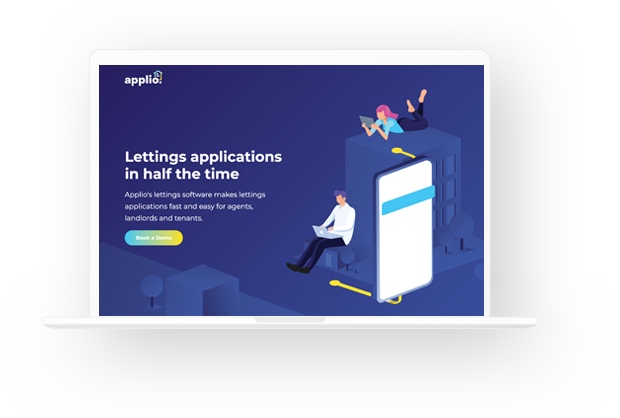 applio
Lettings applications
in half the time
Applio's lettings software makes lettings
applications fast and easy for agents,
landlords and tenants.
Book a Demo